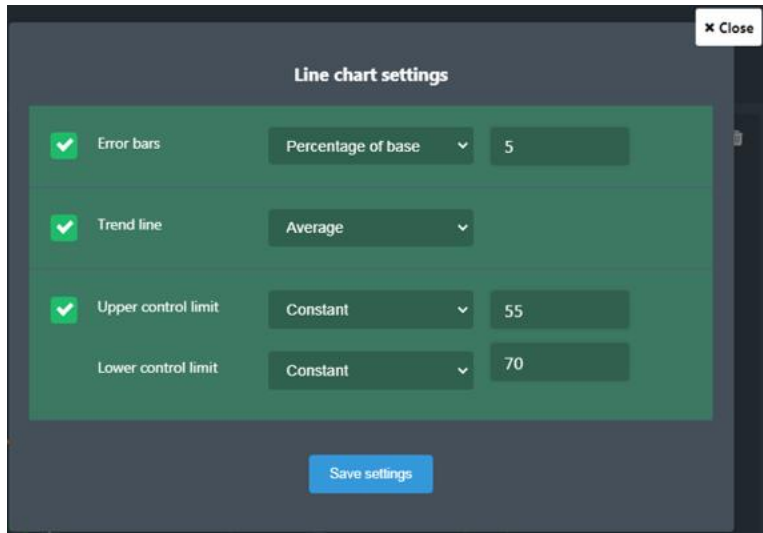 × Close
Line chart settings
Error bars Percentage of base 5
Trend line Average
Upper control limit Constant 55
Lower control limit Constant 70
Save settings